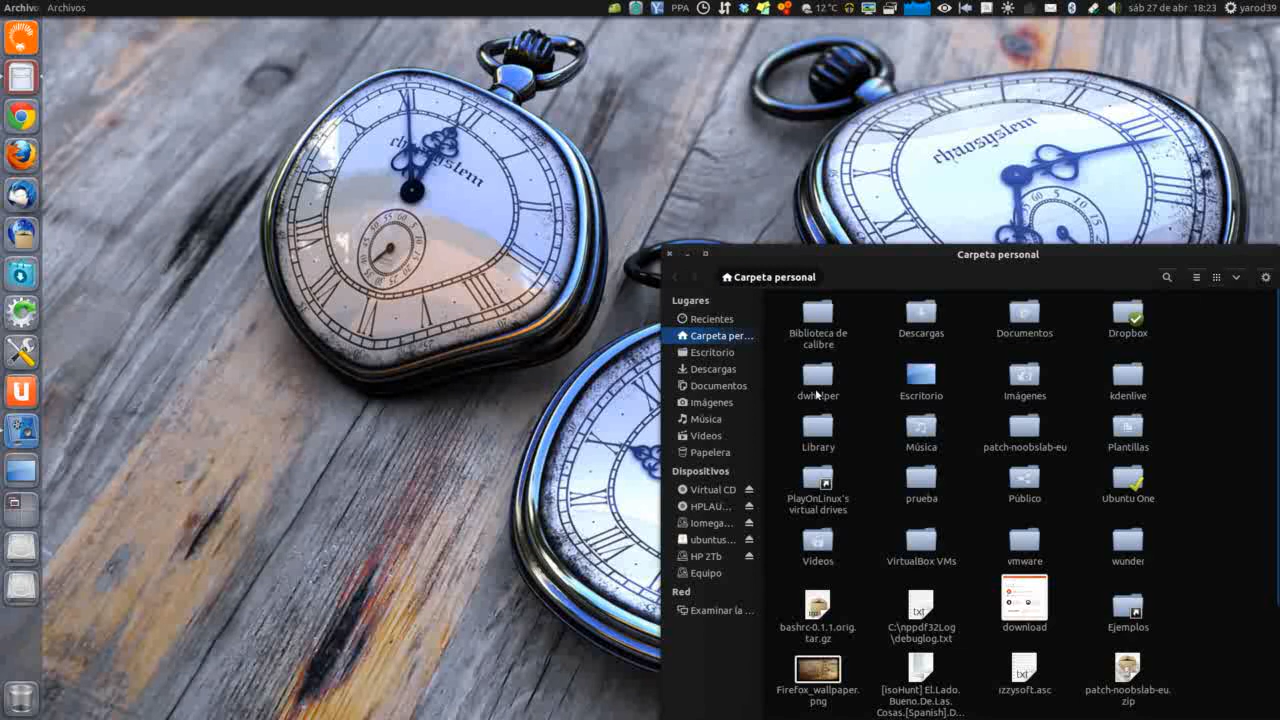 Archivo Archivos
PPA
12 °C
sáb 27 de abr 18:23
yarod39
chaosystem
chaosystem
Carpeta personal
Carpeta personal
Lugares
Recientes
Carpeta per...
Escritorio
Descargas
Documentos
Imágenes
Música
Vídeos
Papelera
Dispositivos
Virtual CD
HPLAU...
Iomega...
ubuntus...
HP 2Tb
Equipo
Red
Examinar la ...
Biblioteca de
calibre
Descargas
Documentos
Dropbox
dwhelper
Escritorio
Imágenes
kdenlive
Library
Música
patch-noobslab-eu
Plantillas
PlayOnLinux's
virtual drives
prueba
Público
Ubuntu One
Vídeos
VirtualBox VMs
vmware
wunder
bashrc-0.1.1.orig.
tar.gz
txt
C:\nppdf32Log
\debuglog.txt
download
Ejemplos
Firefox_wallpaper.
png
[isoHunt] El.Lado.
Bueno.De.Las.
Cosas.[Spanish].D...
txt
izzysoft.asc
patch-noobslab-eu.
zip